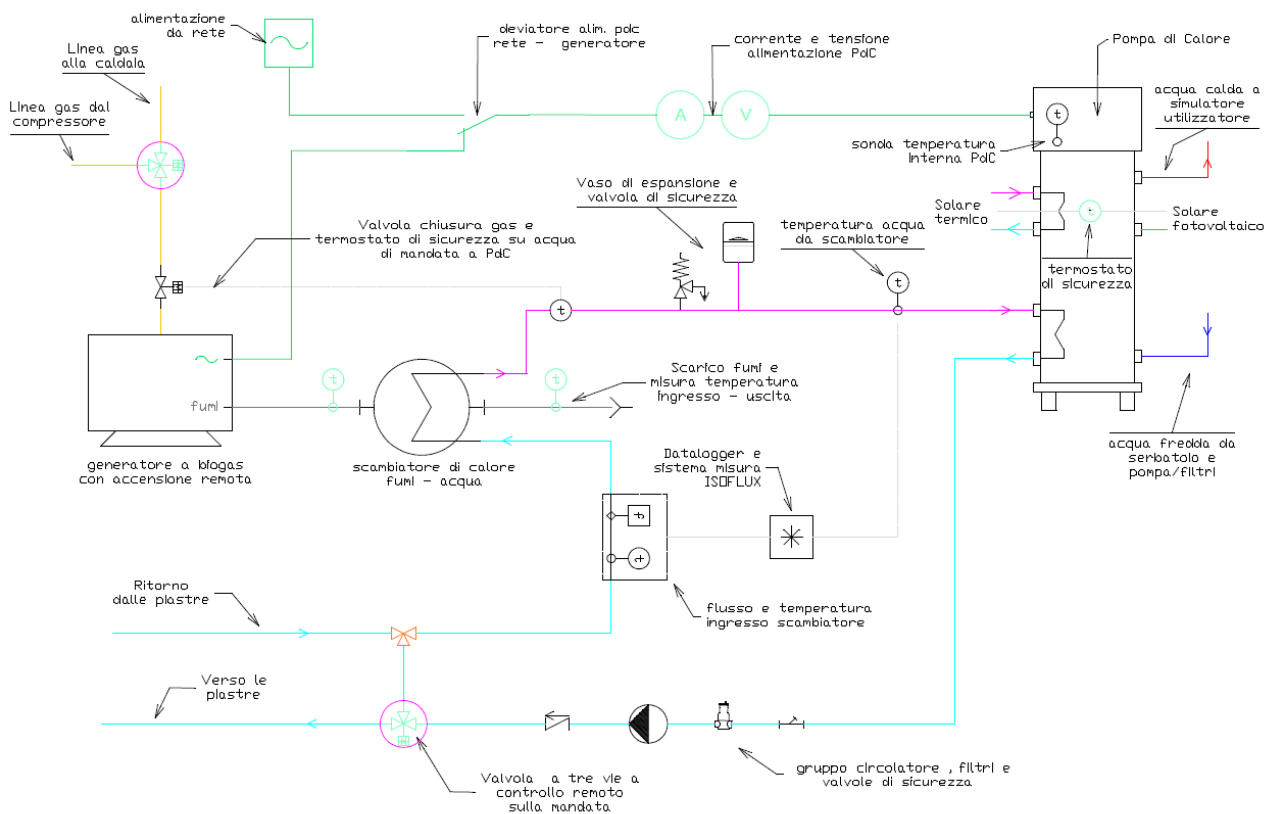 alimentazione
da rete
Linea gas
alla caldaia
Linea gas dal
compressore
deviatore alim. pdc
rete - generatore
corrente e tensione
alimentazione PdC
A
V
Pompa di Calore
t
sonda temperatura
interna PdC
acqua calda a
simulatore
utilizzatore
Vaso di espansione e
valvola di sicurezza
Valvola chiusura gas e
termostato di sicurezza su acqua
di mandata a PdC
temperatura acqua
da scambiatore
t
t
Solare
termico
t
Solare
fotovoltaico
termostato
di sicurezza
fumi
t
t
Scarico fumi e
misura temperatura
ingresso - uscita
generatore a biogas
con accensione remota
scambiatore di calore
fumi - acqua
Datalogger e
sistema misura
ISOFLUX
acqua fredda da
serbatoio e
pompa/filtri
f
t
flusso e temperatura
ingresso scambiatore
Ritorno
dalle piastre
Verso le
piastre
Valvola a tre vie a
controllo remoto
sulla mandata
gruppo circolatore , filtri e
valvole di sicurezza